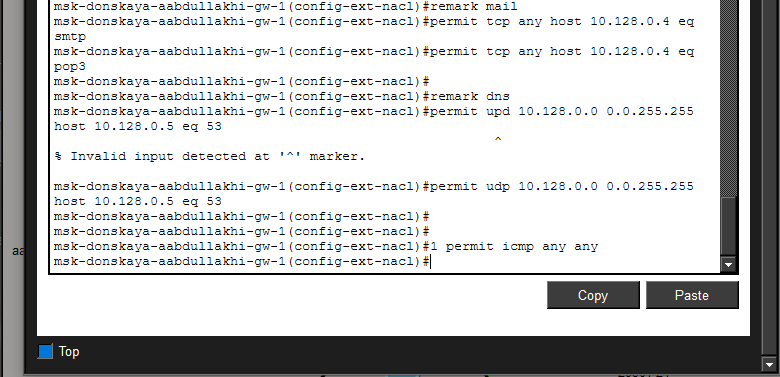 msk-donskaya-aabdullakhi-gw-1(config-ext-nacl)#remark mail
msk-donskaya-aabdullakhi-gw-1(config-ext-nacl)#permit tcp any host 10.128.0.4 eq
smtp
msk-donskaya-aabdullakhi-gw-1(config-ext-nacl)#permit tcp any host 10.128.0.4 eq
pop3
msk-donskaya-aabdullakhi-gw-1(config-ext-nacl)#
msk-donskaya-aabdullakhi-gw-1(config-ext-nacl)#remark dns
msk-donskaya-aabdullakhi-gw-1(config-ext-nacl)#permit upd 10.128.0.0 0.0.255.255
host 10.128.0.5 eq 53
^
% Invalid input detected at '^' marker.
msk-donskaya-aabdullakhi-gw-1(config-ext-nacl)#permit udp 10.128.0.0 0.0.255.255
host 10.128.0.5 eq 53
msk-donskaya-aabdullakhi-gw-1(config-ext-nacl)#
msk-donskaya-aabdullakhi-gw-1(config-ext-nacl)#
msk-donskaya-aabdullakhi-gw-1(config-ext-nacl)#1 permit icmp any any
msk-donskaya-aabdullakhi-gw-1(config-ext-nacl)#
Copy Paste
Top